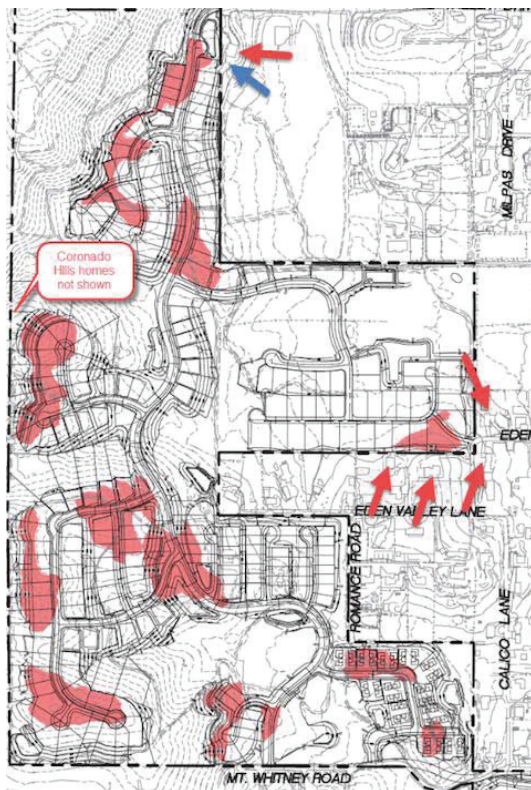 MILPAS DRIVE
Coronado
Hills homes
not shown
EDEN
EDEN VALLEY LANE
ROMANCE ROAD
CALICO LANE
MT. WHITNEY ROAD